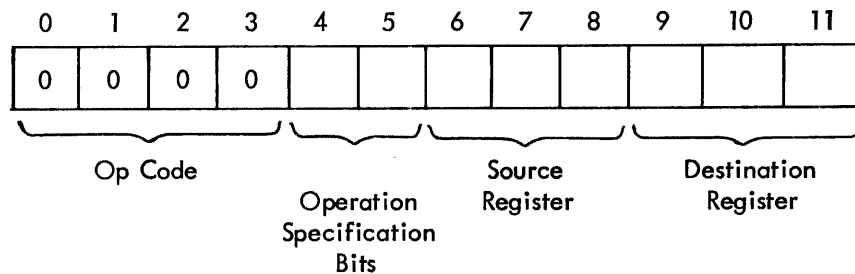 0 1 2 3 4 5 6 7 8 9 10 11
0 0 0 0
Op Code
Operation
Specification
Bits
Source
Register
Destination
Register